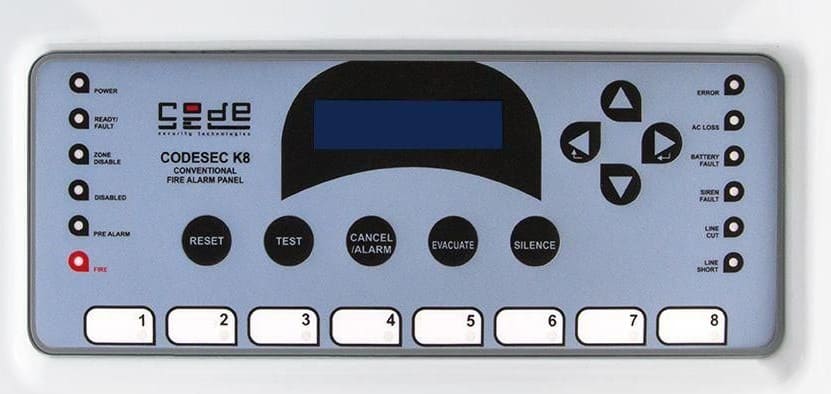 POWER
READY/
FAULT
ZONE
DISABLE
DISABLED
PRE ALARM
FIRE
code
security technologies
CODESEC K8
CONVENTIONAL
FIRE ALARM PANEL
ERROR
AC LOSS
BATTERY
FAULT
SIREN
FAULT
LINE
CUT
LINE
SHORT
RESET
TEST
CANCEL
/ALARM
EVACUATE
SILENCE
1 2 3 4 5 6 7 8